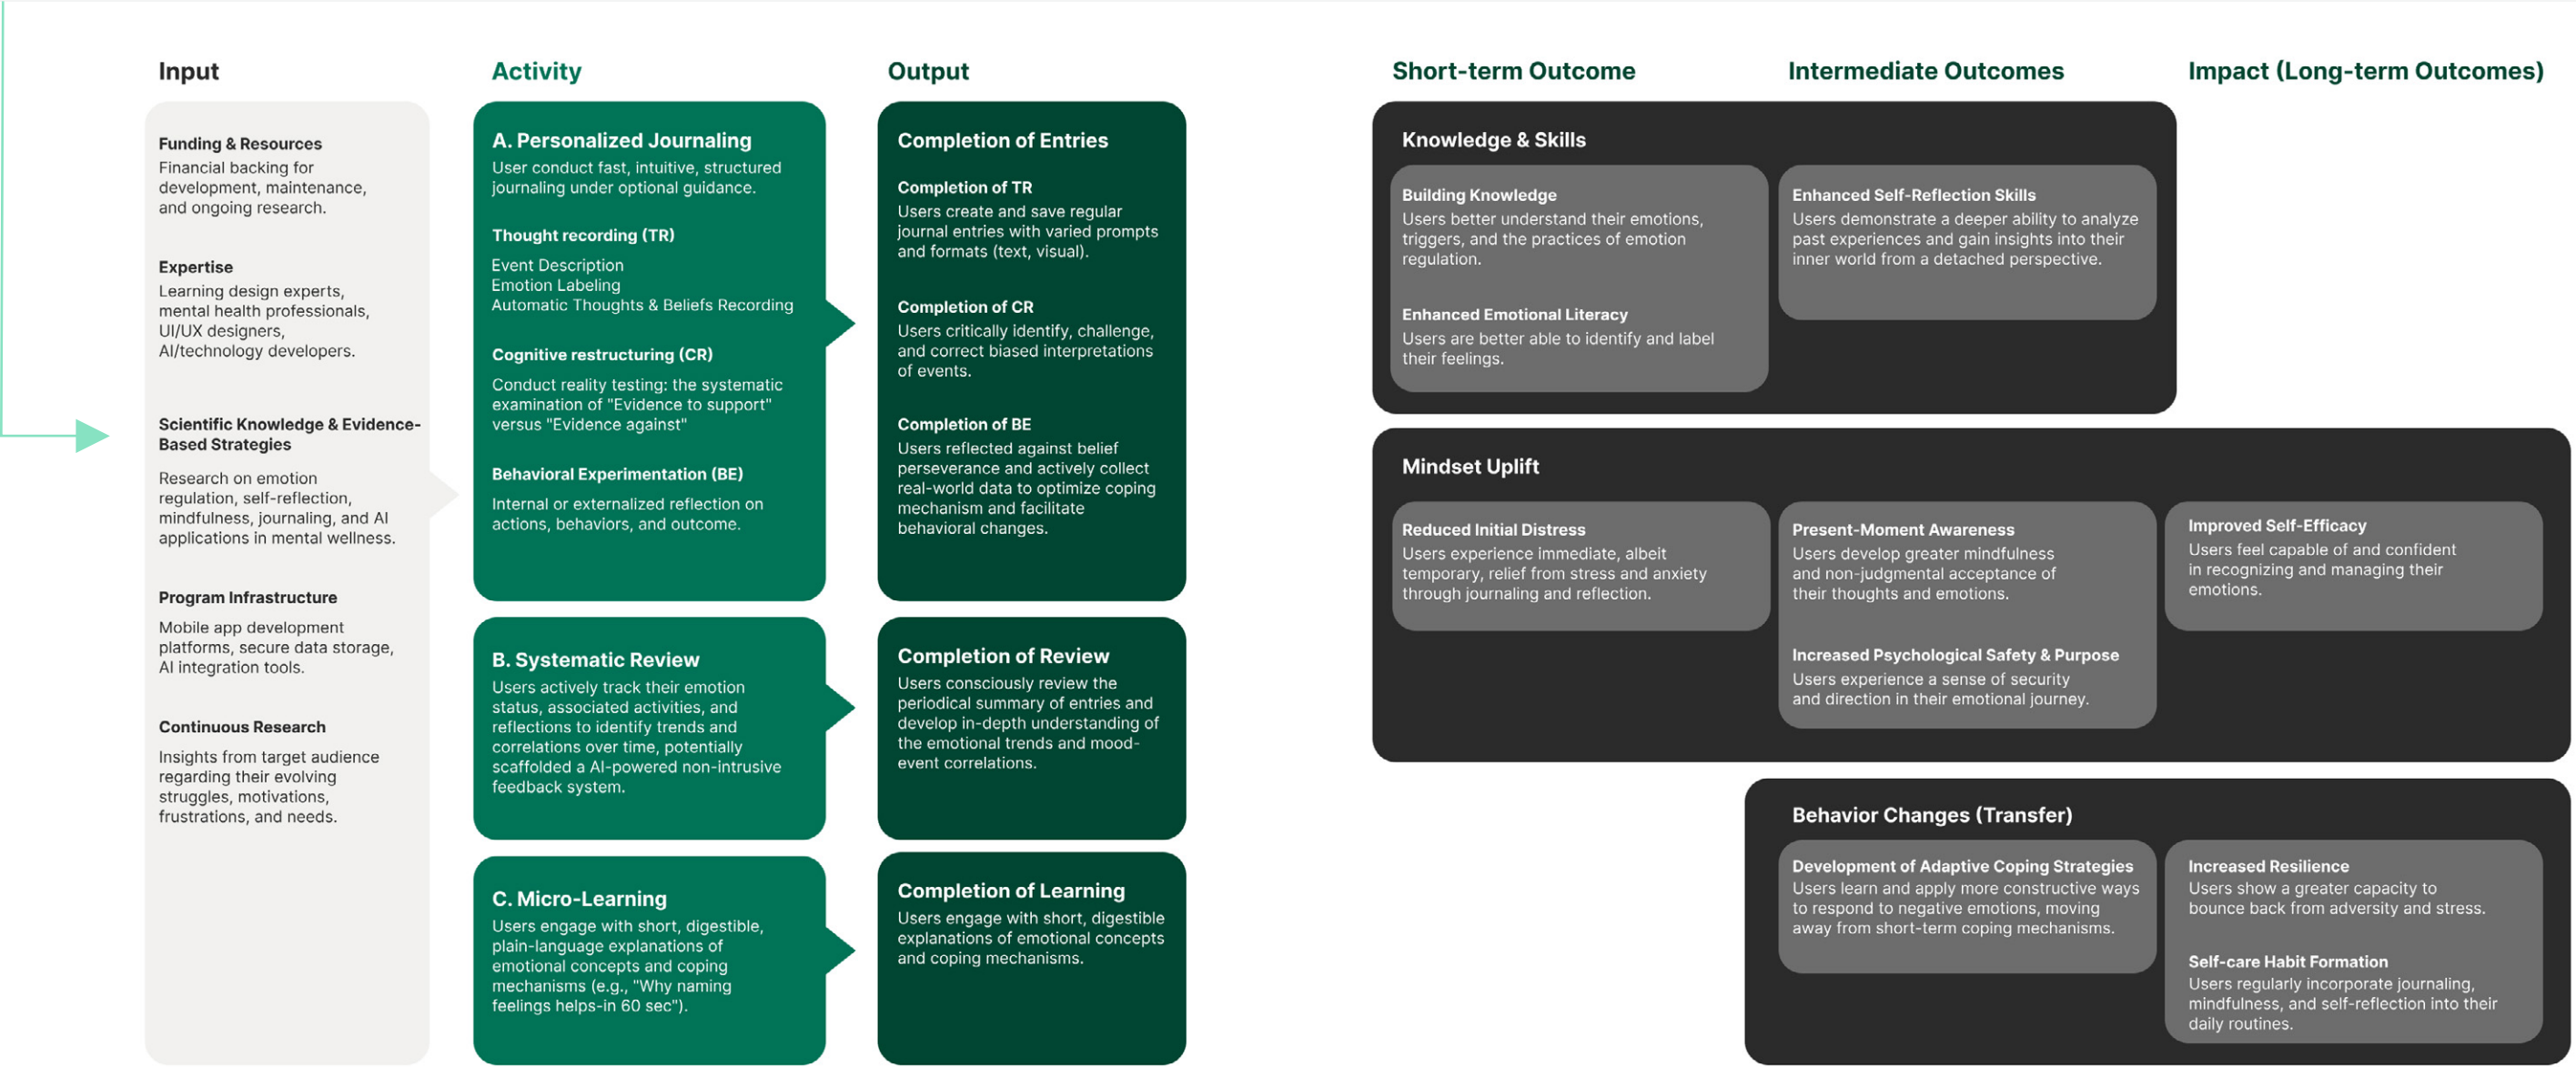 Input
Funding & Resources
Financial backing for
development, maintenance,
and ongoing research.
Expertise
Learning design experts,
mental health professionals,
UI/UX designers,
AI/technology developers.
Scientific Knowledge & Evidence-
Based Strategies
Research on emotion
regulation, self-reflection,
mindfulness, journaling, and AI
applications in mental wellness.
Program Infrastructure
Mobile app development
platforms, secure data storage,
AI integration tools.
Continuous Research
Insights from target audience
regarding their evolving
struggles, motivations,
frustrations, and needs.
Activity
A. Personalized Journaling
User conduct fast, intuitive, structured
journaling under optional guidance.
Thought recording (TR)
Event Description
Emotion Labeling
Automatic Thoughts & Beliefs Recording
Cognitive restructuring (CR)
Conduct reality testing: the systematic
examination of "Evidence to support"
versus "Evidence against"
Behavioral Experimentation (BE)
Internal or externalized reflection on
actions, behaviors, and outcome.
B. Systematic Review
Users actively track their emotion
status, associated activities, and
reflections to identify trends and
correlations over time, potentially
scaffolded a AI-powered non-intrusive
feedback system.
C. Micro-Learning
Users engage with short, digestible,
plain-language explanations of
emotional concepts and coping
mechanisms (e.g., "Why naming
feelings helps-in 60 sec").
Output
Completion of Entries
Completion of TR
Users create and save regular
journal entries with varied prompts
and formats (text, visual).
Completion of CR
Users critically identify, challenge,
and correct biased interpretations
of events.
Completion of BE
Users reflected against belief
perseverance and actively collect
real-world data to optimize coping
mechanism and facilitate
behavioral changes.
Completion of Review
Users consciously review the
periodical summary of entries and
develop in-depth understanding of
the emotional trends and mood-
event correlations.
Completion of Learning
Users engage with short, digestible
explanations of emotional concepts
and coping mechanisms.
Short-term Outcome
Intermediate Outcomes
Impact (Long-term Outcomes)
Knowledge & Skills
Building Knowledge
Users better understand their emotions,
triggers, and the practices of emotion
regulation.
Enhanced Emotional Literacy
Users are better able to identify and label
their feelings.
Enhanced Self-Reflection Skills
Users demonstrate a deeper ability to analyze
past experiences and gain insights into their
inner world from a detached perspective.
Mindset Uplift
Reduced Initial Distress
Users experience immediate, albeit
temporary, relief from stress and anxiety
through journaling and reflection.
Present-Moment Awareness
Users develop greater mindfulness
and non-judgmental acceptance of
their thoughts and emotions.
Increased Psychological Safety & Purpose
Users experience a sense of security
and direction in their emotional journey.
Improved Self-Efficacy
Users feel capable of and confident
in recognizing and managing their
emotions.
Behavior Changes (Transfer)
Development of Adaptive Coping Strategies
Users learn and apply more constructive ways
to respond to negative emotions, moving
away from short-term coping mechanisms.
Increased Resilience
Users show a greater capacity to
bounce back from adversity and stress.
Self-care Habit Formation
Users regularly incorporate journaling,
mindfulness, and self-reflection into their
daily routines.